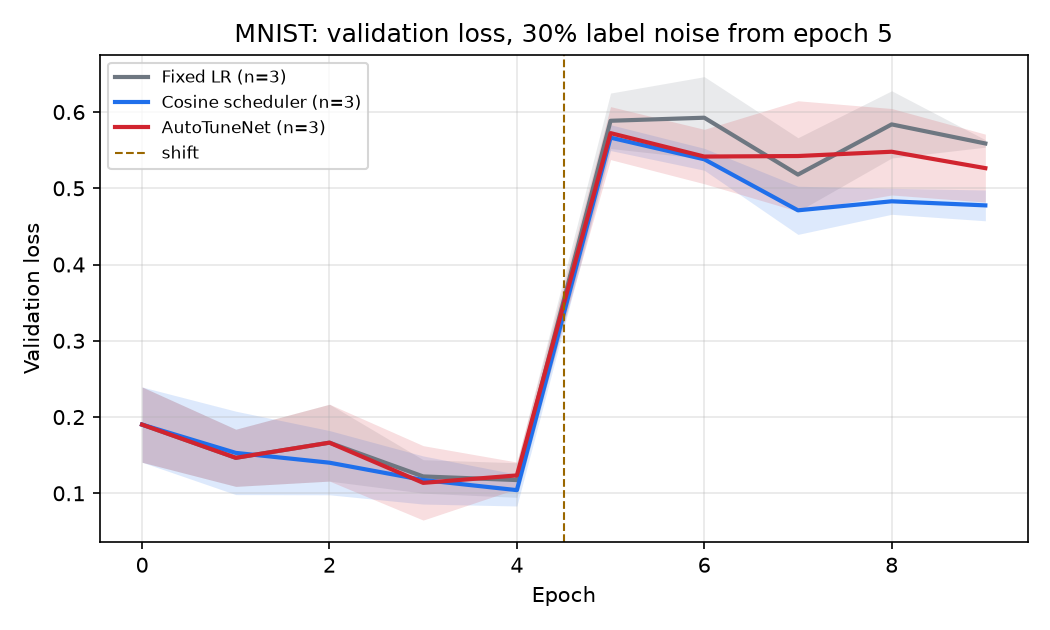 MNIST: validation loss, 30% label noise from epoch 5
Fixed LR (n=3)
Cosine scheduler (n=3)
AutoTuneNet (n=3)
shift
Validation loss
0.6
0.5
0.4
0.3
0.2
0.1
0 2 4 6 8
Epoch